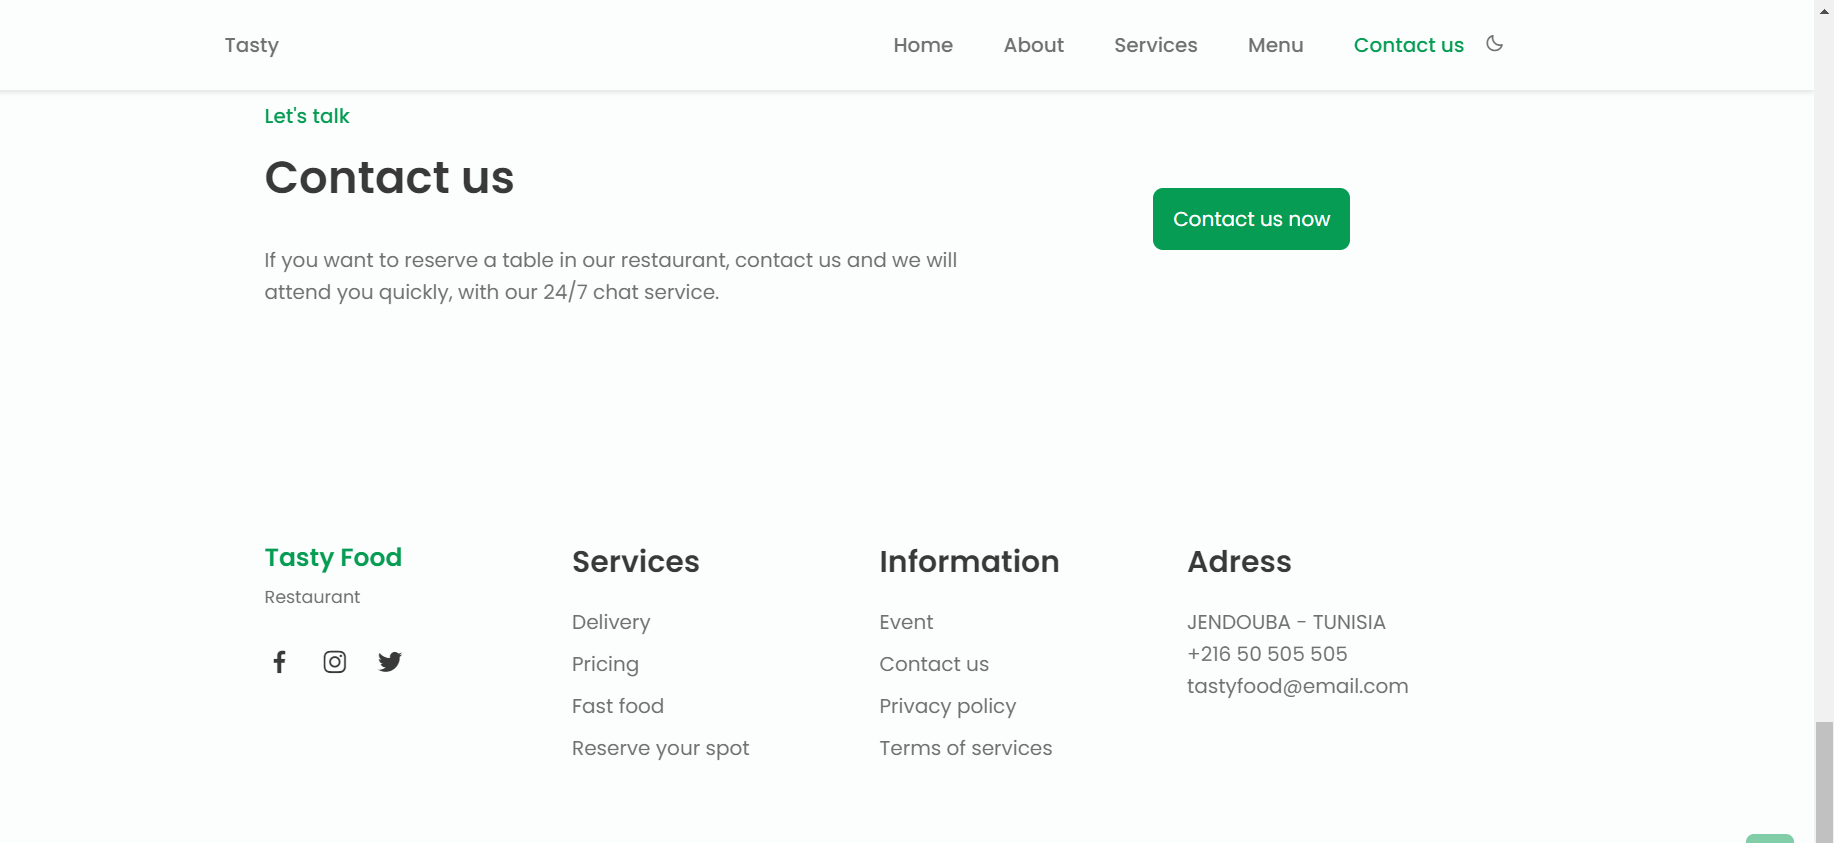 Tasty
Home About Services Menu Contact us
Let's talk
Contact us
If you want to reserve a table in our restaurant, contact us and we will
attend you quickly, with our 24/7 chat service.
Contact us now
Tasty Food
Restaurant
Services
Delivery
Pricing
Fast food
Reserve your spot
Information
Event
Contact us
Privacy policy
Terms of services
Adress
JENDOUBA - TUNISIA
+216 50 505 505
tastyfood@email.com